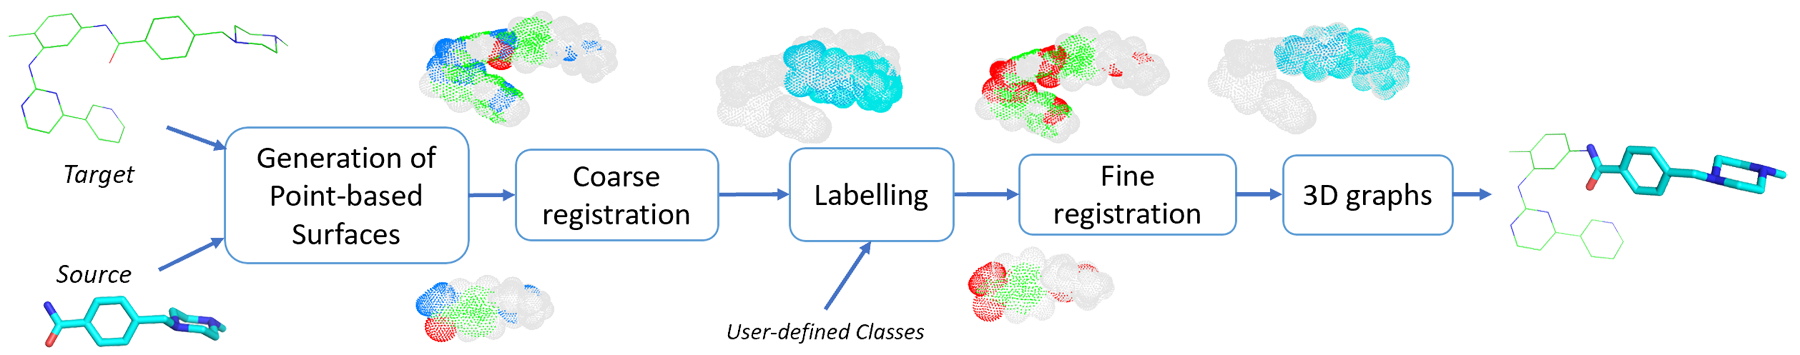 Target
Source
Generation of
Point-based
Surfaces
Coarse
registration
Labelling
User-defined Classes
Fine
registration
3D graphs